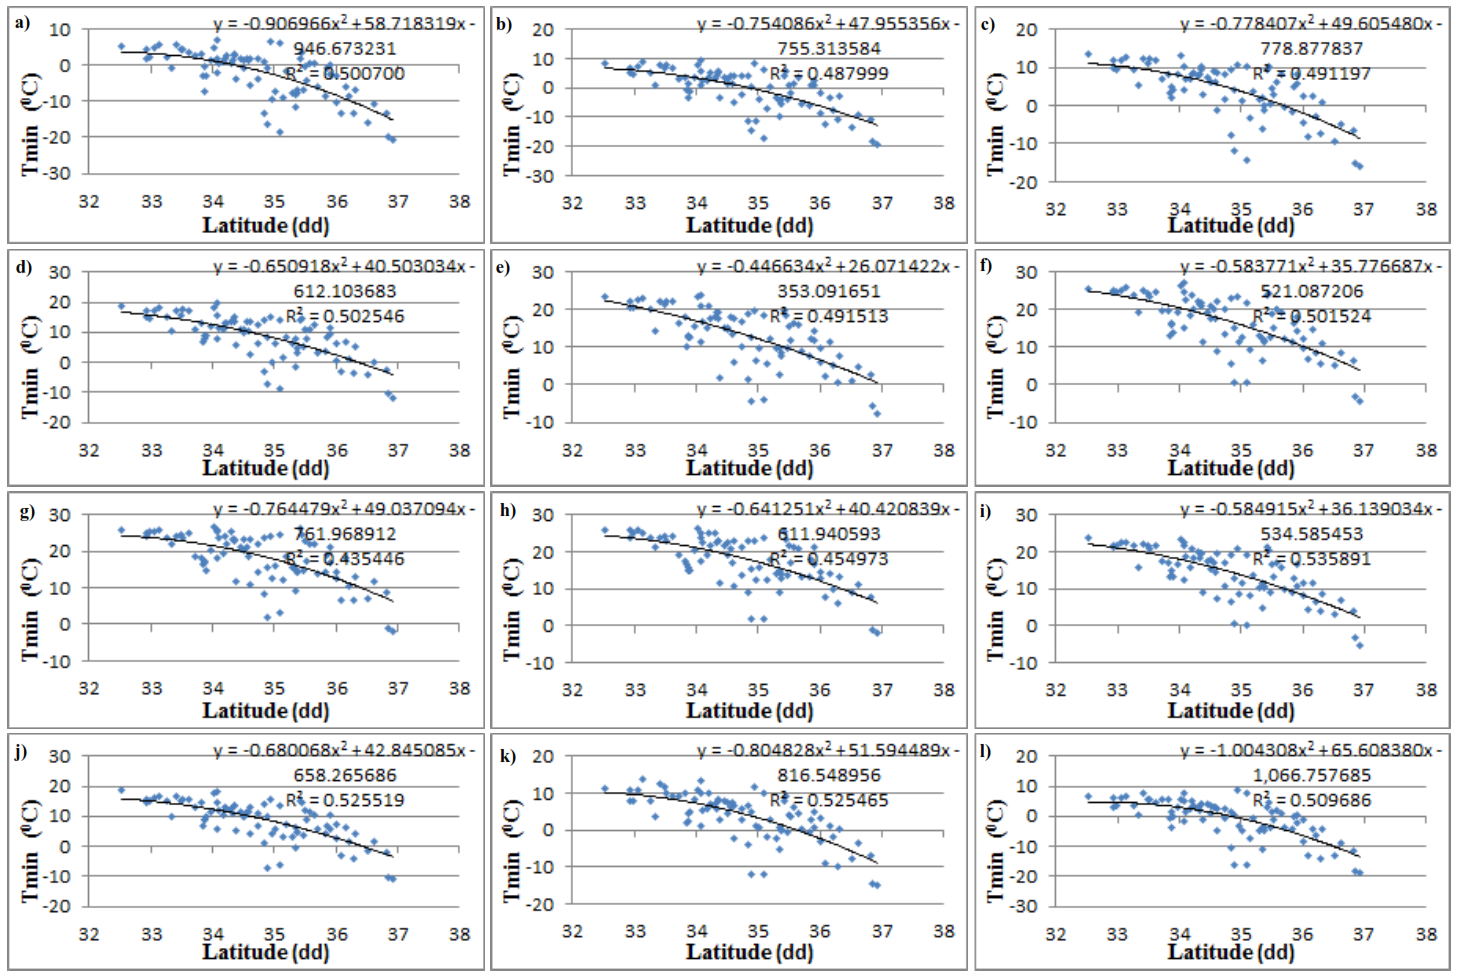 a)
y = -0.906966x² + 58.718319x -
946.673231
R² = 0.500700
10
0
-10
-20
-30
Tmin (⁰C)
32 33 34 35 36 37 38
Latitude (dd)
b)
y = -0.754086x² + 47.955356x -
755.313584
R² = 0.487999
20
10
0
-10
-20
-30
Tmin (⁰C)
32 33 34 35 36 37 38
Latitude (dd)
c)
y = -0.778407x² + 49.605480x -
778.877837
R² = 0.491197
20
10
0
-10
-20
Tmin (⁰C)
32 33 34 35 36 37 38
Latitude (dd)
d)
y = -0.650918x² + 40.503034x -
612.103683
R² = 0.502546
30
20
10
0
-10
-20
Tmin (⁰C)
32 33 34 35 36 37 38
Latitude (dd)
e)
y = -0.446634x² + 26.071422x -
353.091651
R² = 0.491513
30
20
10
0
-10
Tmin (⁰C)
32 33 34 35 36 37 38
Latitude (dd)
f)
y = -0.583771x² + 35.776687x -
521.087206
R² = 0.501524
30
20
10
0
-10
Tmin (⁰C)
32 33 34 35 36 37 38
Latitude (dd)
g)
y = -0.764479x² + 49.037094x -
761.968912
R² = 0.435446
30
20
10
0
-10
Tmin (⁰C)
32 33 34 35 36 37 38
Latitude (dd)
h)
y = -0.641251x² + 40.420839x -
611.940593
R² = 0.454973
30
20
10
0
-10
Tmin (⁰C)
32 33 34 35 36 37 38
Latitude (dd)
i)
y = -0.584915x² + 36.139034x -
534.585453
R² = 0.535891
30
20
10
0
-10
Tmin (⁰C)
32 33 34 35 36 37 38
Latitude (dd)
j)
y = -0.680068x² + 42.845085x -
658.265686
R² = 0.525519
30
20
10
0
-10
-20
Tmin (⁰C)
32 33 34 35 36 37 38
Latitude (dd)
k)
y = -0.804828x² + 51.594489x -
816.548956
R² = 0.525465
20
10
0
-10
-20
Tmin (⁰C)
32 33 34 35 36 37 38
Latitude (dd)
l)
y = -1.004308x² + 65.608380x -
1,066.757685
R² = 0.509686
20
10
0
-10
-20
-30
Tmin (⁰C)
32 33 34 35 36 37 38
Latitude (dd)